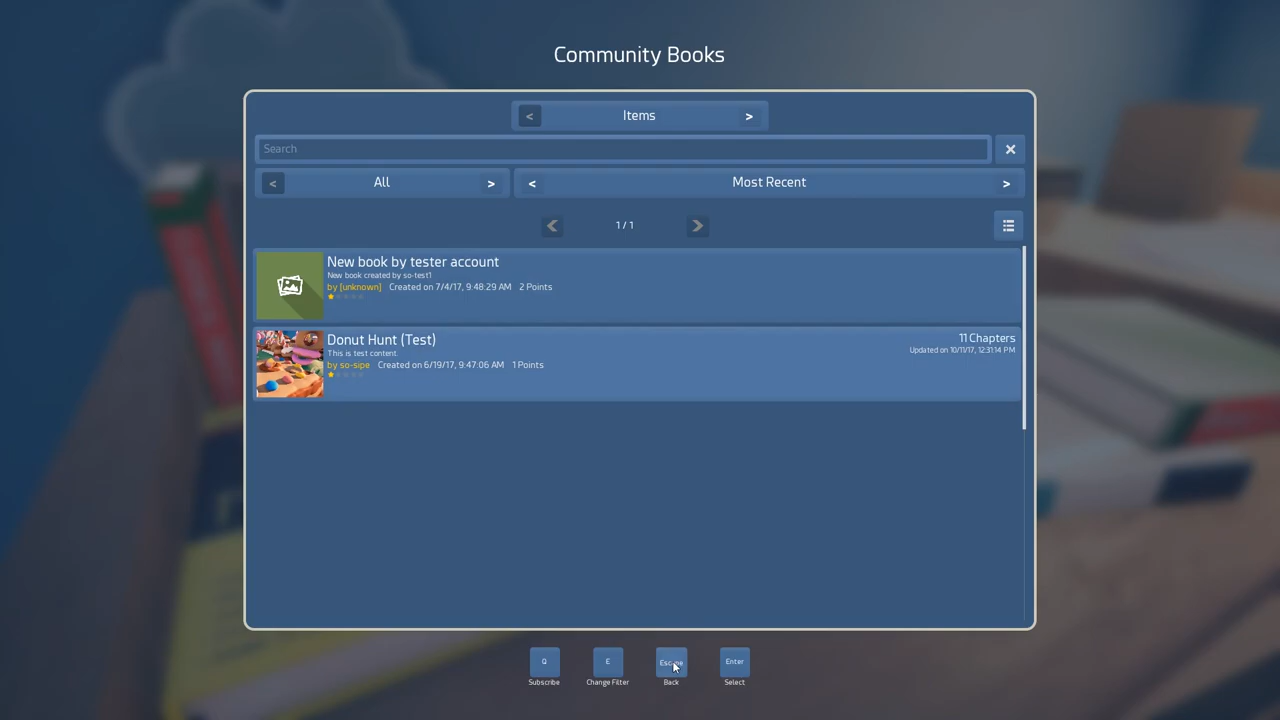 Community Books
< Items >
Search
< All >
< Most Recent >
1 / 1
New book by tester account
New book created by so-test1
by [unknown] Created on 7/4/17, 9:48:29 AM 2 Points
Donut Hunt (Test)
11 Chapters
This is test content.
Updated on 10/11/17, 12:31:14 PM
by so-sipe Created on 6/19/17, 9:47:06 AM 1 Points
Q
E
Escape
Enter
Subscribe
Change Filter
Back
Select